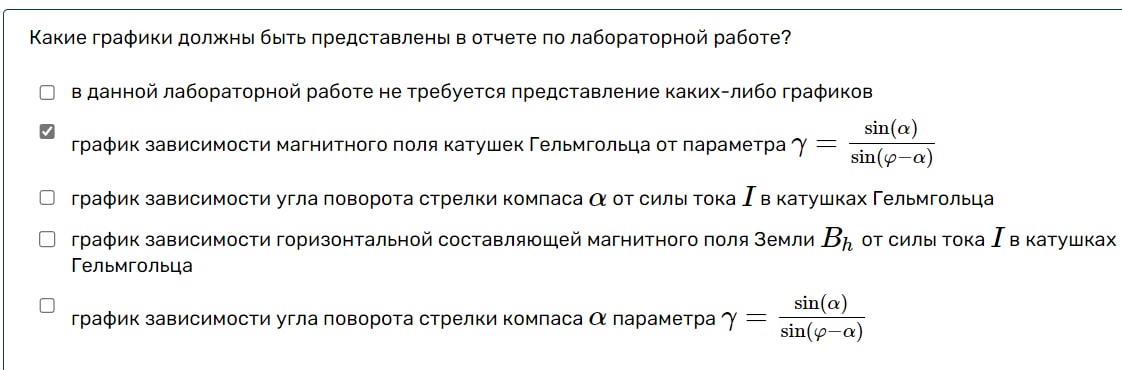 Какие графики должны быть представлены в отчете по лабораторной работе?
в данной лабораторной работе не требуется представление каких-либо графиков
график зависимости магнитного поля катушек Гельмгольца от параметра γ = sin(α) / sin(φ−α)
график зависимости угла поворота стрелки компаса α от силы тока I в катушках Гельмгольца
график зависимости горизонтальной составляющей магнитного поля Земли Bₕ от силы тока I в катушках
Гельмгольца
график зависимости угла поворота стрелки компаса α параметра γ = sin(α) / sin(φ−α)